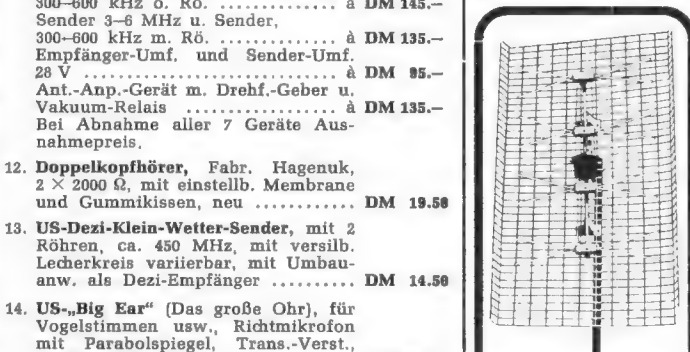 300—600 kHz o. Rö. .............. à DM 145.—
Sender 3—6 MHz u. Sender,
300—600 kHz m. Rö. .............. à DM 135.—
Empfänger-Umf. und Sender-Umf.
28 V .............................. à DM 85.—
Ant.-Anp.-Gerät m. Drehf.-Geber u.
Vakuum-Relais .................. à DM 135.—
Bei Abnahme aller 7 Geräte Aus-
nahmepreis.
12. Doppelkopfhörer, Fabr. Hagenuk,
2 × 2000 Ω, mit einstellb. Membrane
und Gummikissen, neu ............ DM 19.50
13. US-Dezi-Klein-Wetter-Sender, mit 2
Röhren, ca. 450 MHz, mit versilb.
Lecherkreis variierbar, mit Umbau-
anw. als Dezi-Empfänger .......... DM 14.50
14. US-„Big Ear“ (Das große Ohr), für
Vogelstimmen usw., Richtmikrofon
mit Parabolspiegel, Trans.-Verst.,